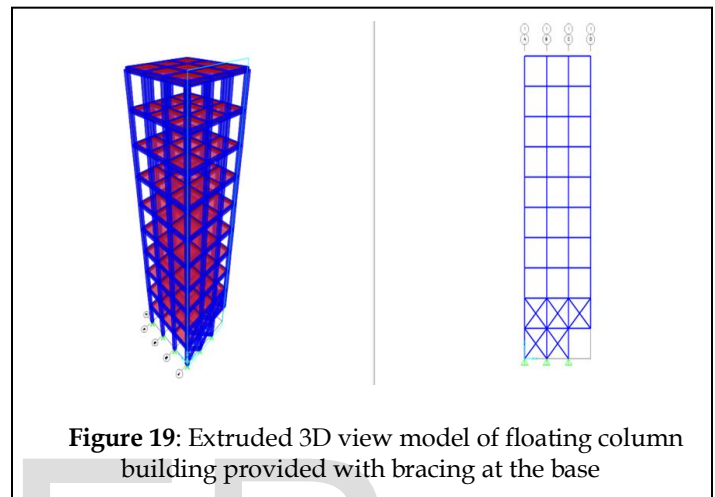 A B C D
Figure 19: Extruded 3D view model of floating column
building provided with bracing at the base